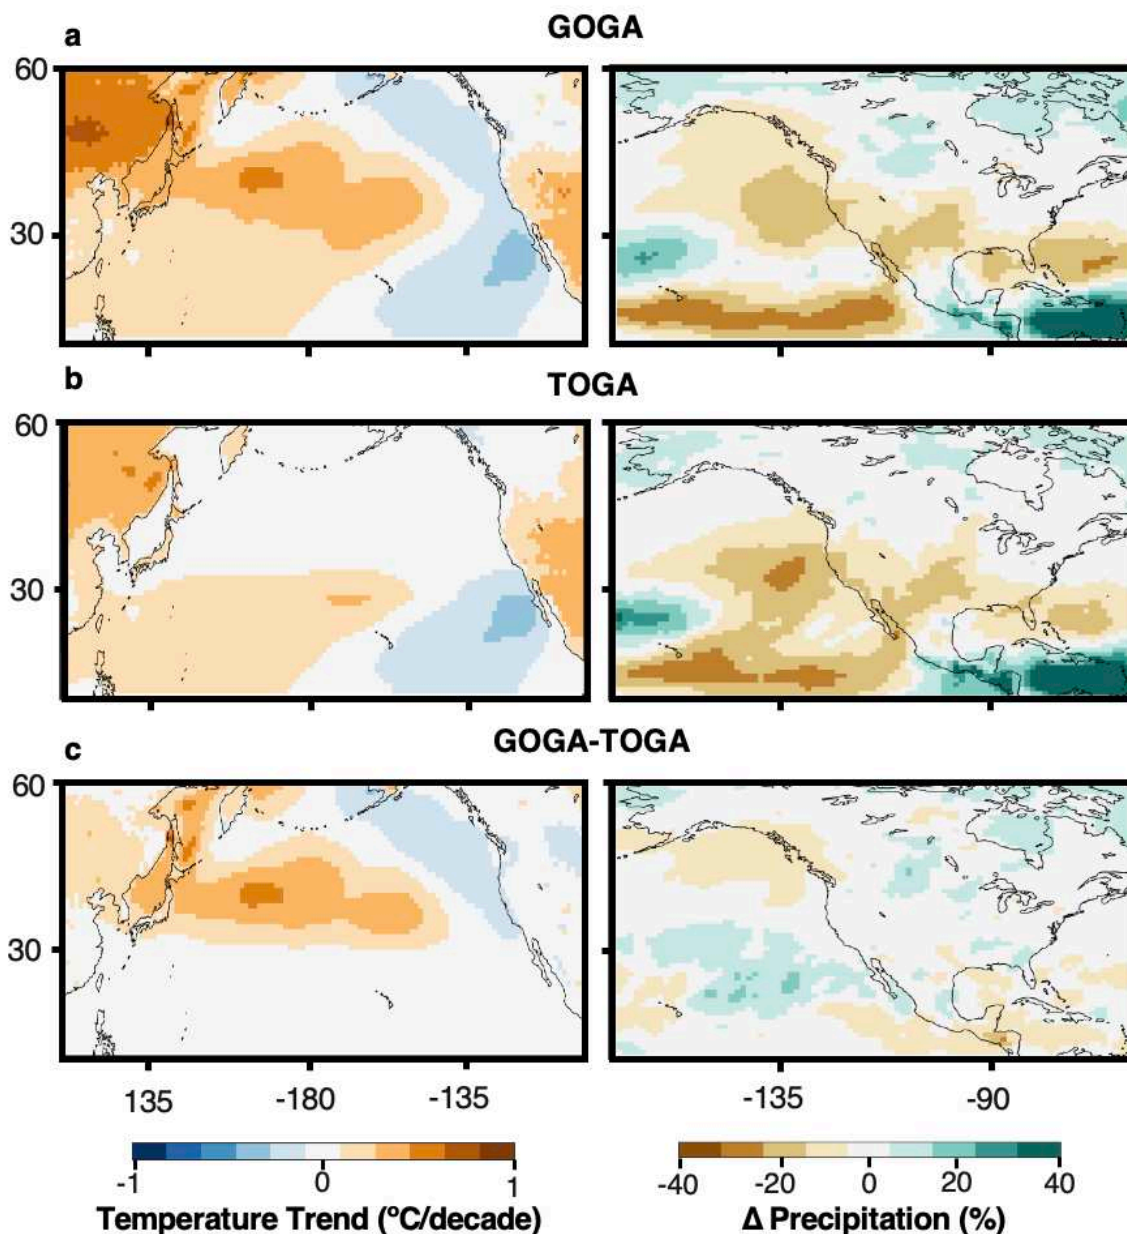 a
GOGA
60
30
b
TOGA
60
30
c
GOGA-TOGA
60
30
135 -180 -135 -135 -90
-1 0 1 -40 -20 0 20 40
Temperature Trend (°C/decade) Δ Precipitation (%)